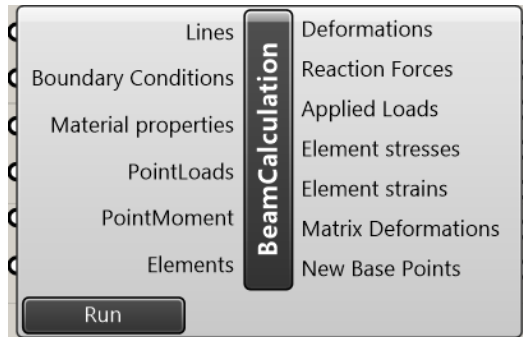 Lines
Boundary Conditions
Material properties
PointLoads
PointMoment
Elements
BeamCalculation
Deformations
Reaction Forces
Applied Loads
Element stresses
Element strains
Matrix Deformations
New Base Points
Run